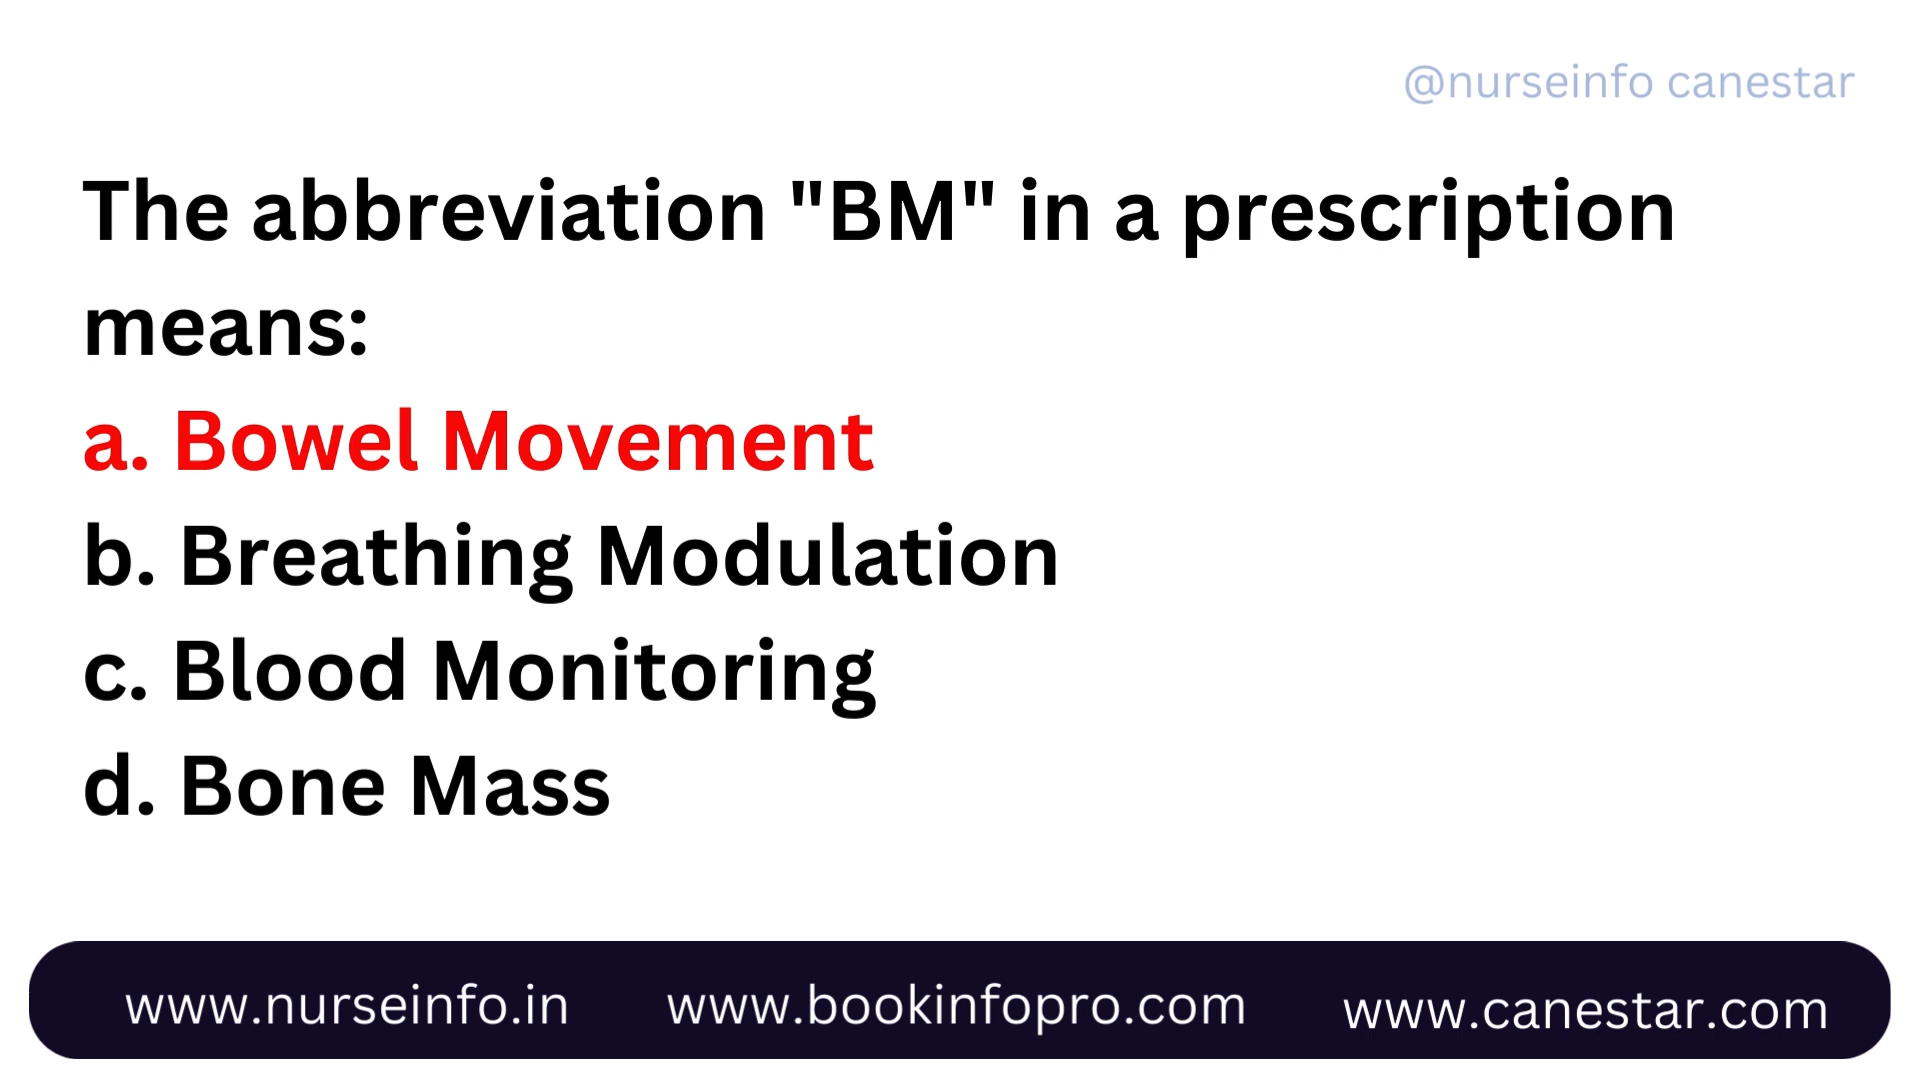 @nurseinfo canestar
The abbreviation "BM" in a prescription
means:
a. Bowel Movement
b. Breathing Modulation
c. Blood Monitoring
d. Bone Mass
www.nurseinfo.in www.bookinfopro.com www.canestar.com